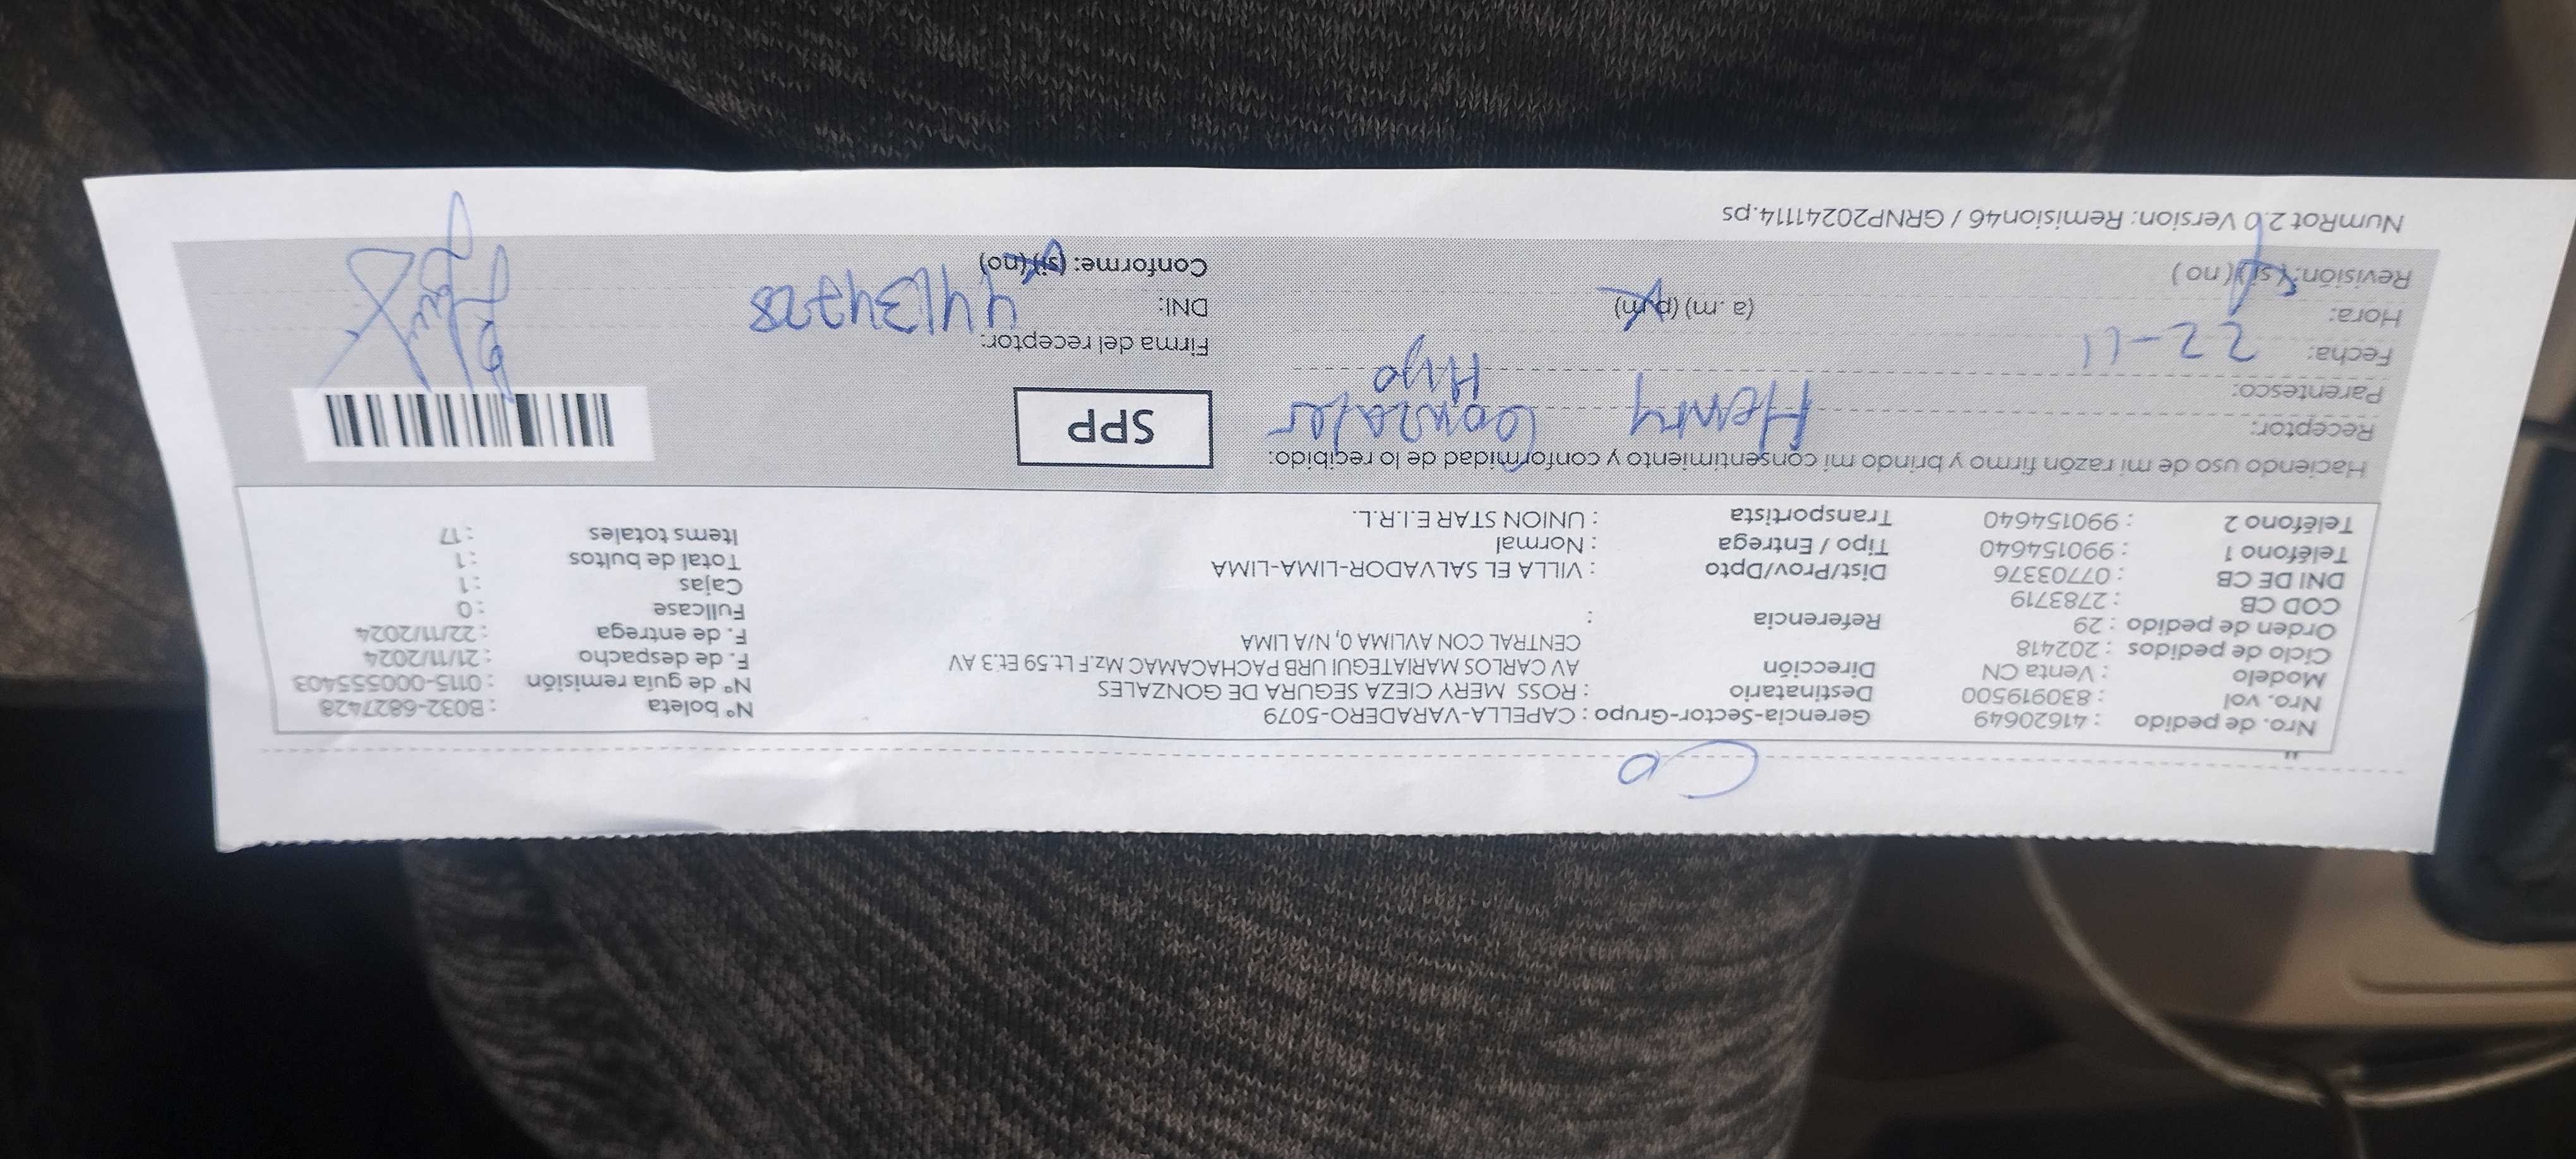 Co
Nro. de pedido : 41620649 Gerencia-Sector-Grupo : CAPELLA-VARADERO-5079 N° boleta : B032-6827428
Nro. vol : 830919500 Destinatario : ROSS MERY CIEZA SEGURA DE GONZALES N° de guía remisión : 0115-000555403
Modelo : Venta CN Dirección AV CARLOS MARIATEGUI URB PACHACAMAC Mz.F Lt.59 Et.3 AV F. de despacho : 21/11/2024
Ciclo de pedidos : 202418 CENTRAL CON AVLIMA 0, N/A LIMA F. de entrega : 22/11/2024
Orden de pedido : 29 Referencia : Fullcase : 0
COD CB : 2783719 Cajas : 1
DNI DE CB : 07703376 Dist/Prov/Dpto : VILLA EL SALVADOR-LIMA-LIMA Total de bultos : 1
Teléfono 1 : 990154640 Tipo / Entrega : Normal Items totales : 17
Teléfono 2 : 990154640 Transportista : UNION STAR E.I.R.L.
Haciendo uso de mi razón firmo y brindo mi consentimiento y conformidad de lo recibido:
Receptor: Henry Gonzales
SPP
Parentesco: Hijo
Fecha: 22-11
Firma del receptor:
Hora: (a .m) (p.m)
DNI: 44134728
Revisión: (si) (no)
Conforme: (si) (no)
NumRot 2.0 Version: Remision46 / GRNP20241114.ps